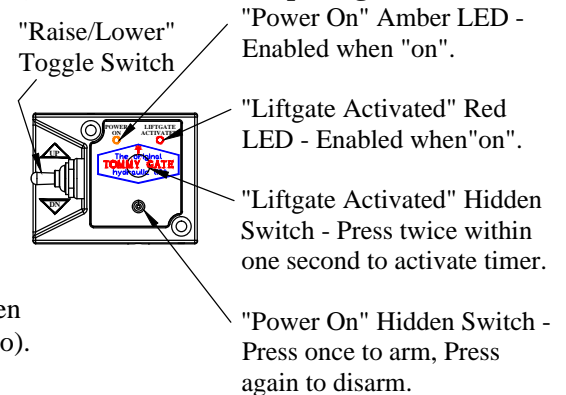 "Raise/Lower"
Toggle Switch
"Power On" Amber LED -
Enabled when "on".
"Liftgate Activated" Red
LED - Enabled when"on".
"Liftgate Activated" Hidden
Switch - Press twice within
one second to activate timer.
"Power On" Hidden Switch -
Press once to arm, Press
again to disarm.
POWER
ON
LIFTGATE
ACTIVATED
UP
DN
The original
TOMMY GATE
hydraulic